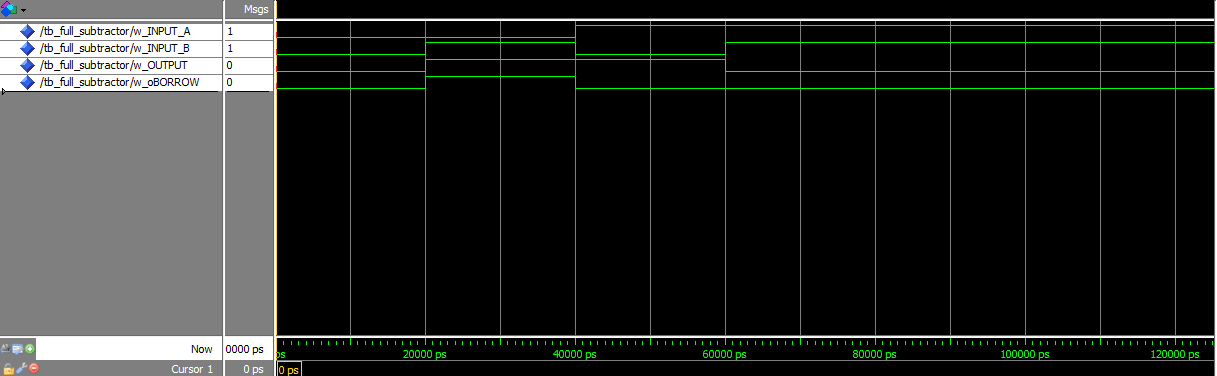 Msgs
/tb_full_subtractor/w_INPUT_A 1
/tb_full_subtractor/w_INPUT_B 1
/tb_full_subtractor/w_OUTPUT 0
/tb_full_subtractor/w_oBORROW 0
Now 0000 ps ps 20000 ps 40000 ps 60000 ps 80000 ps 100000 ps 120000 ps
Cursor 1 0 ps 0 ps